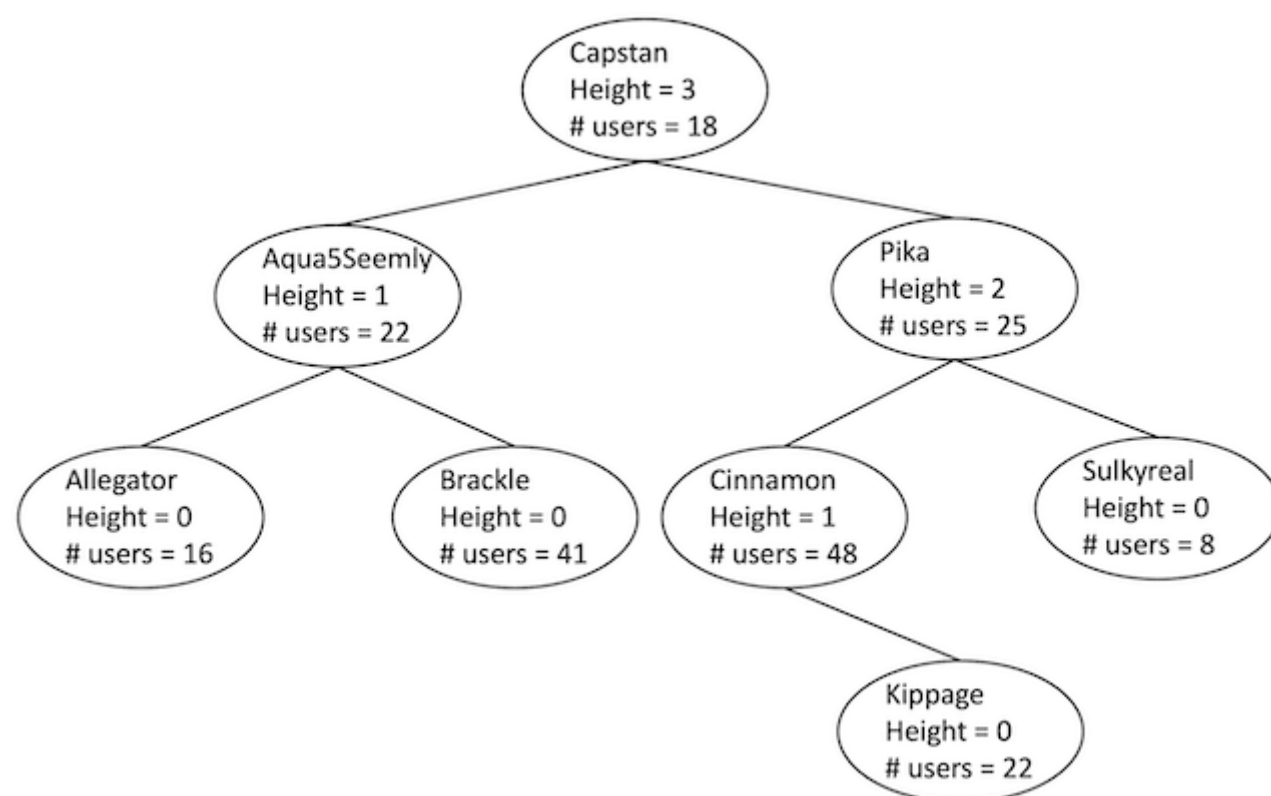 Capstan
Height = 3
# users = 18
Aqua5Seemly
Height = 1
# users = 22
Pika
Height = 2
# users = 25
Allegator
Height = 0
# users = 16
Brackle
Height = 0
# users = 41
Cinnamon
Height = 1
# users = 48
Sulkyreal
Height = 0
# users = 8
Kippage
Height = 0
# users = 22